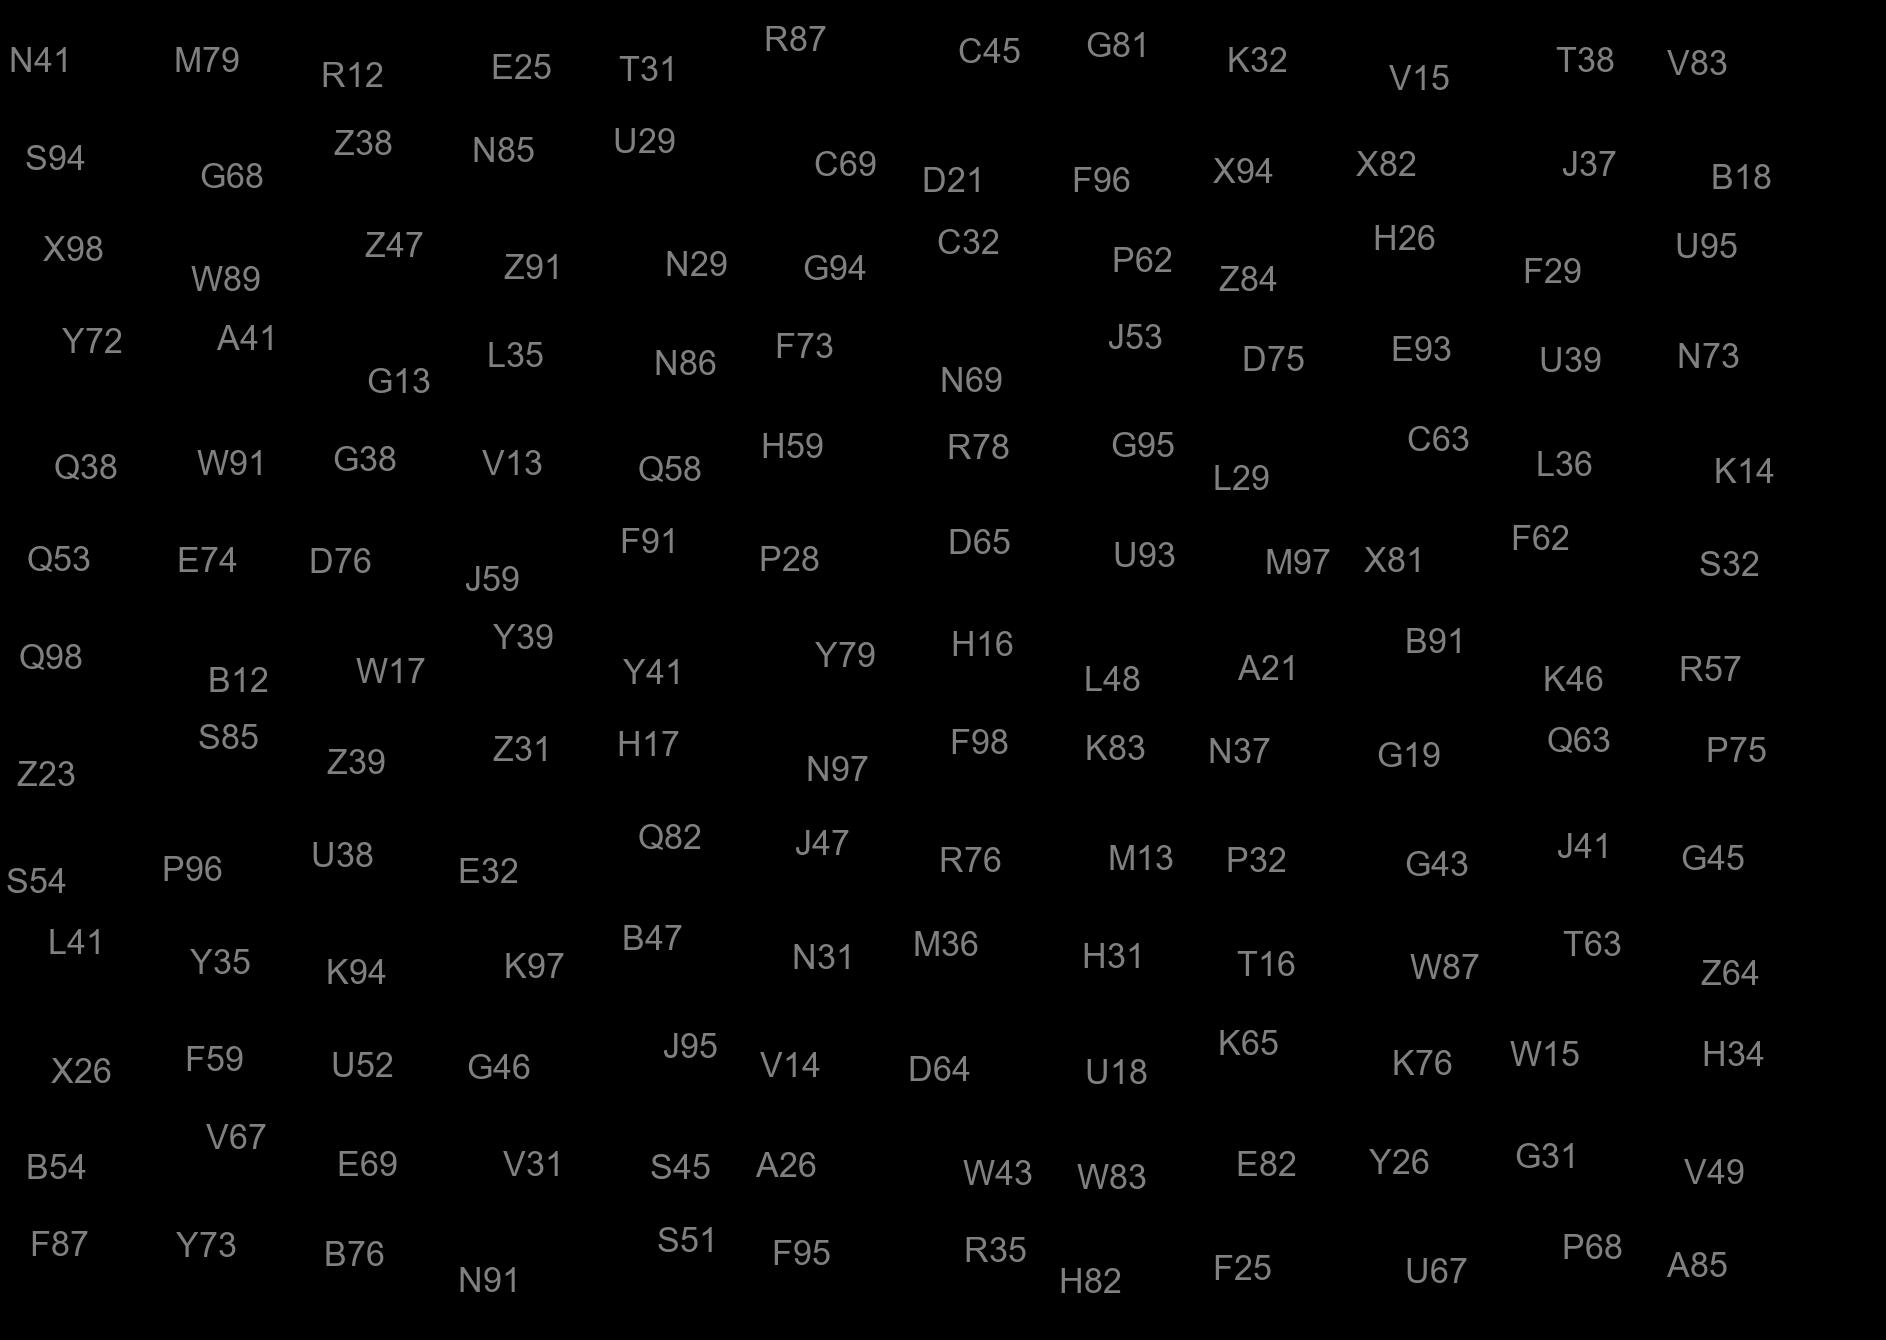 N41 M79 R12 E25 T31 R87 C45 G81 K32 V15 T38 V83
S94 G68 Z38 N85 U29 C69 D21 F96 X94 X82 J37 B18
X98 W89 Z47 Z91 N29 G94 C32 P62 Z84 H26 F29 U95
Y72 A41 G13 L35 N86 F73 N69 J53 D75 E93 U39 N73
Q38 W91 G38 V13 Q58 H59 R78 G95 L29 C63 L36 K14
Q53 E74 D76 J59 F91 P28 D65 U93 M97 X81 F62 S32
Q98 B12 W17 Y39 Y41 Y79 H16 L48 A21 B91 K46 R57
Z23 S85 Z39 Z31 H17 N97 F98 K83 N37 G19 Q63 P75
S54 P96 U38 E32 Q82 J47 R76 M13 P32 G43 J41 G45
L41 Y35 K94 K97 B47 N31 M36 H31 T16 W87 T63 Z64
X26 F59 U52 G46 J95 V14 D64 U18 K65 K76 W15 H34
B54 V67 E69 V31 S45 A26 W43 W83 E82 Y26 G31 V49
F87 Y73 B76 N91 S51 F95 R35 H82 F25 U67 P68 A85